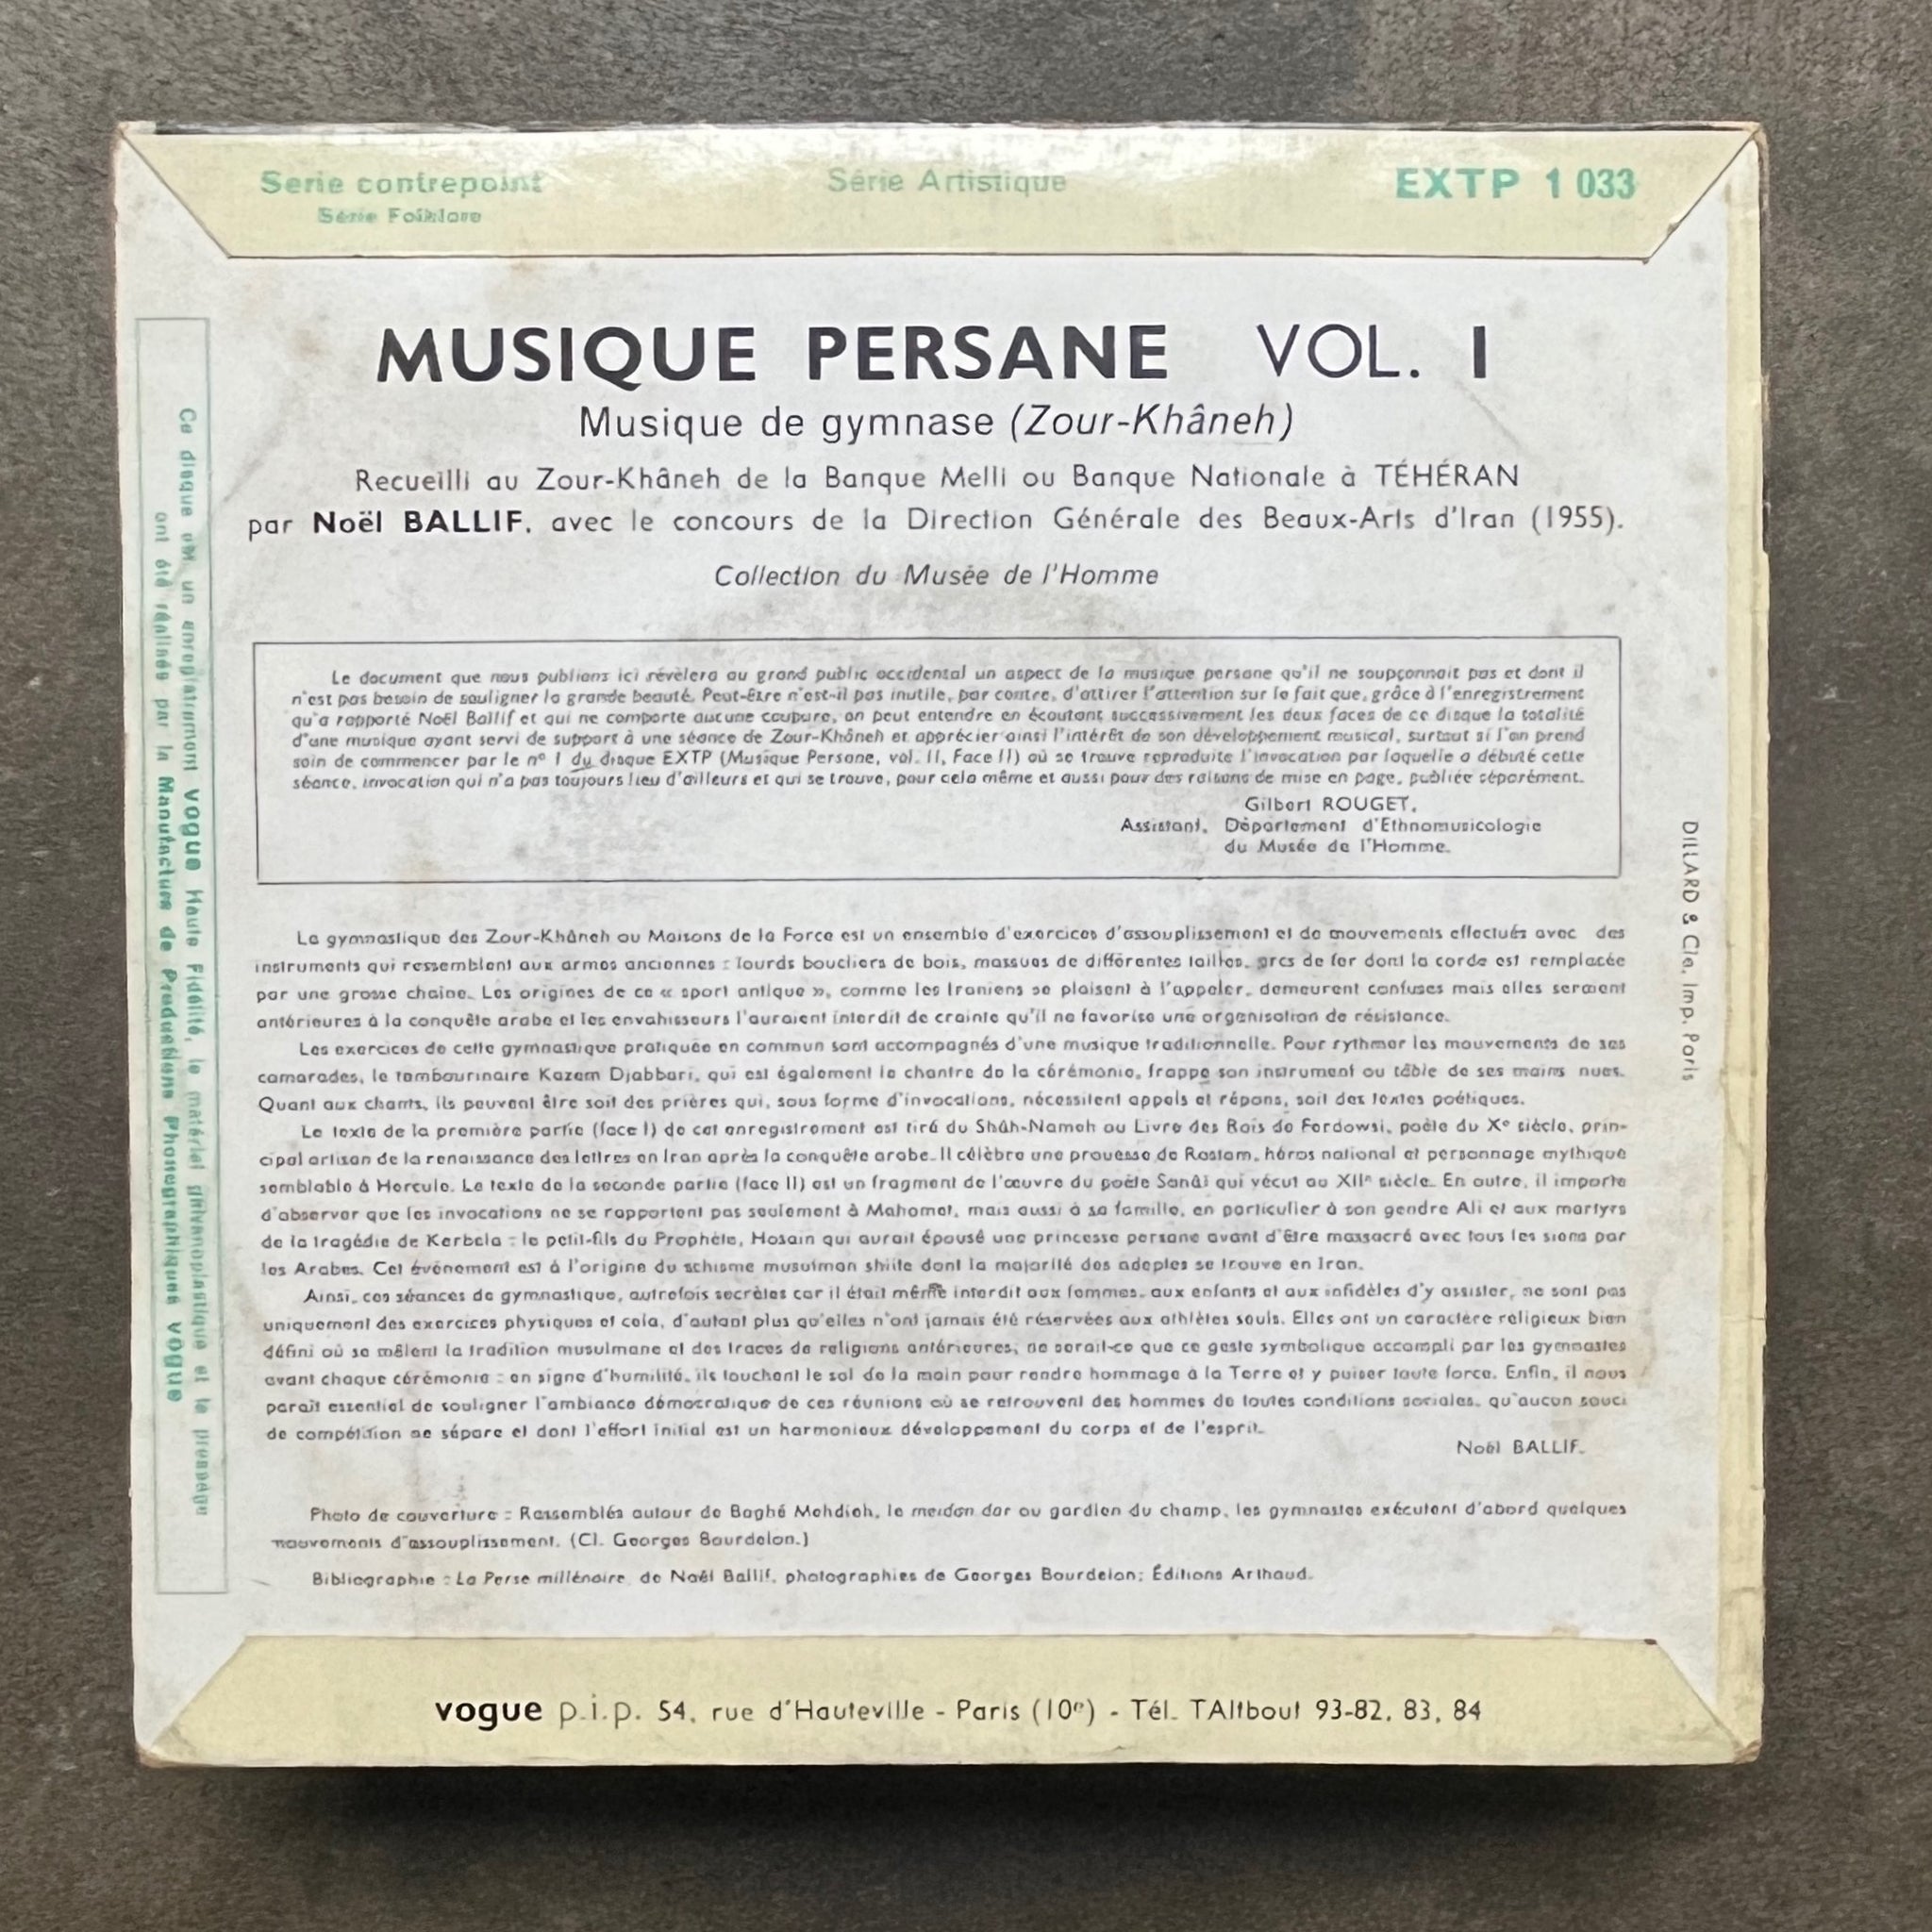 Serie contrepoint
Série Folklore
Série Artistique
EXTP 1 033
MUSIQUE PERSANE VOL. I
Musique de gymnase (Zour-Khâneh)
Recueilli au Zour-Khâneh de la Banque Melli ou Banque Nationale à TÉHÉRAN
par Noël BALLIF, avec le concours de la Direction Générale des Beaux-Arts d'Iran (1955).
Collection du Musée de l'Homme
Le document que nous publions ici révèlera au grand public occidental un aspect de la musique persane qu'il ne soupçonnait pas et dont il
n'est pas besoin de souligner la grande beauté. Peut-être n'est-il pas inutile, par contre, d'attirer l'attention sur le fait que, grâce à l'enregistrement
qu'a rapporté Noël Ballif et qui ne comporte aucune coupure, on peut entendre en écoutant successivement les deux faces de ce disque la totalité
d'une musique ayant servi de support à une séance de Zour-Khâneh et apprécier ainsi l'intérêt de son développement musical, surtout si l'on prend
soin de commencer par le nº 1 du disque EXTP (Musique Persane, vol. II, Face II) où se trouve reproduite l'invocation par laquelle a débuté cette
séance, invocation qui n'a pas toujours lieu d'ailleurs et qui se trouve, pour cela même et aussi pour des raisons de mise en page, publiée séparément.
Gilbert ROUGET,
Assistant, Département d'Ethnomusicologie
du Musée de l'Homme.
La gymnastique des Zour-Khâneh ou Maisons de la Force est un ensemble d'exercices d'assouplissement et de mouvements effectués avec des
instruments qui ressemblent aux armes anciennes : lourds boucliers de bois, massues de différentes tailles, arcs de fer dont la corde est remplacée
par une grosse chaîne. Les origines de ce « sport antique », comme les Iraniens se plaisent à l'appeler, demeurent confuses mais elles seraient
antérieures à la conquête arabe et les envahisseurs l'auraient interdit de crainte qu'il ne favorise une organisation de résistance.
Les exercices de cette gymnastique pratiquée en commun sont accompagnés d'une musique traditionnelle. Pour rythmer les mouvements de ses
camarades, le tambourinaire Kazem Djabbari, qui est également le chantre de la cérémonie, frappe son instrument ou tâble de ses mains nues.
Quant aux chants, ils peuvent être soit des prières qui, sous forme d'invocations, nécessitent appels et répons, soit des textes poétiques.
Le texte de la première partie (face I) de cet enregistrement est tiré du Shâh-Nameh ou Livre des Rois de Ferdowsi, poète du Xe siècle, prin-
cipal artisan de la renaissance des lettres en Iran après la conquête arabe. Il célèbre une prouesse de Rostam, héros national et personnage mythique
semblable à Hercule. Le texte de la seconde partie (face II) est un fragment de l'œuvre du poète Sanâi qui vécut au XIIe siècle. En outre, il importe
d'observer que les invocations ne se rapportent pas seulement à Mahomet, mais aussi à sa famille, en particulier à son gendre Ali et aux martyrs
de la tragédie de Kerbela : le petit-fils du Prophète, Hosain qui aurait épousé une princesse persane avant d'être massacré avec tous les siens par
les Arabes. Cet événement est à l'origine du schisme musulman shiite dont la majorité des adeptes se trouve en Iran.
Ainsi, ces séances de gymnastique, autrefois secrètes car il était même interdit aux femmes, aux enfants et aux infidèles d'y assister, ne sont pas
uniquement des exercices physiques et cela, d'autant plus qu'elles n'ont jamais été réservées aux athlètes seuls. Elles ont un caractère religieux bien
défini où se mêlent la tradition musulmane et des traces de religions antérieures, ne serait-ce que ce geste symbolique accompli par les gymnastes
avant chaque cérémonie : en signe d'humilité, ils touchent le sol de la main pour rendre hommage à la Terre et y puiser toute force. Enfin, il nous
paraît essentiel de souligner l'ambiance démocratique de ces réunions où se retrouvent des hommes de toutes conditions sociales, qu'aucun souci
de compétition ne sépare et dont l'effort initial est un harmonieux développement du corps et de l'esprit.
Noël BALLIF.
Photo de couverture : Rassemblés autour de Baghé Mehdieh, le meidan dar ou gardien du champ, les gymnastes exécutent d'abord quelques
mouvements d'assouplissement. (Cl. Georges Bourdelon.)
Bibliographie : La Perse millénaire, de Noël Ballif, photographies de Georges Bourdelon; Éditions Arthaud.
vogue p.i.p. 54, rue d'Hauteville - Paris (10e) - Tél. TAItbout 93-82, 83, 84
Ce disque est un enregistrement vogue Haute Fidélité, le matériel thermoplastique et le pressage
ont été réalisés par la Manufacture de Productions Phonographiques vogue
DILLARD & Cie, Imp. Paris